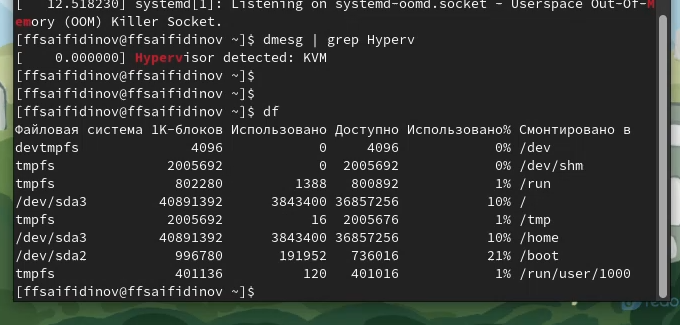 [   12.518230] systemd[1]: Listening on systemd-oomd.socket - Userspace Out-Of-M
emory (OOM) Killer Socket.
[ffsaifidinov@ffsaifidinov ~]$ dmesg | grep Hyperv
[    0.000000] Hypervisor detected: KVM
[ffsaifidinov@ffsaifidinov ~]$
[ffsaifidinov@ffsaifidinov ~]$
[ffsaifidinov@ffsaifidinov ~]$ df
Файловая система 1K-блоков Использовано Доступно Использовано% Смонтировано в
devtmpfs              4096            0     4096            0% /dev
tmpfs              2005692            0  2005692            0% /dev/shm
tmpfs               802280         1388   800892            1% /run
/dev/sda3         40891392      3843400 36857256           10% /
tmpfs              2005692           16  2005676            1% /tmp
/dev/sda3         40891392      3843400 36857256           10% /home
/dev/sda2           996780       191952   736016           21% /boot
tmpfs               401136          120   401016            1% /run/user/1000
[ffsaifidinov@ffsaifidinov ~]$